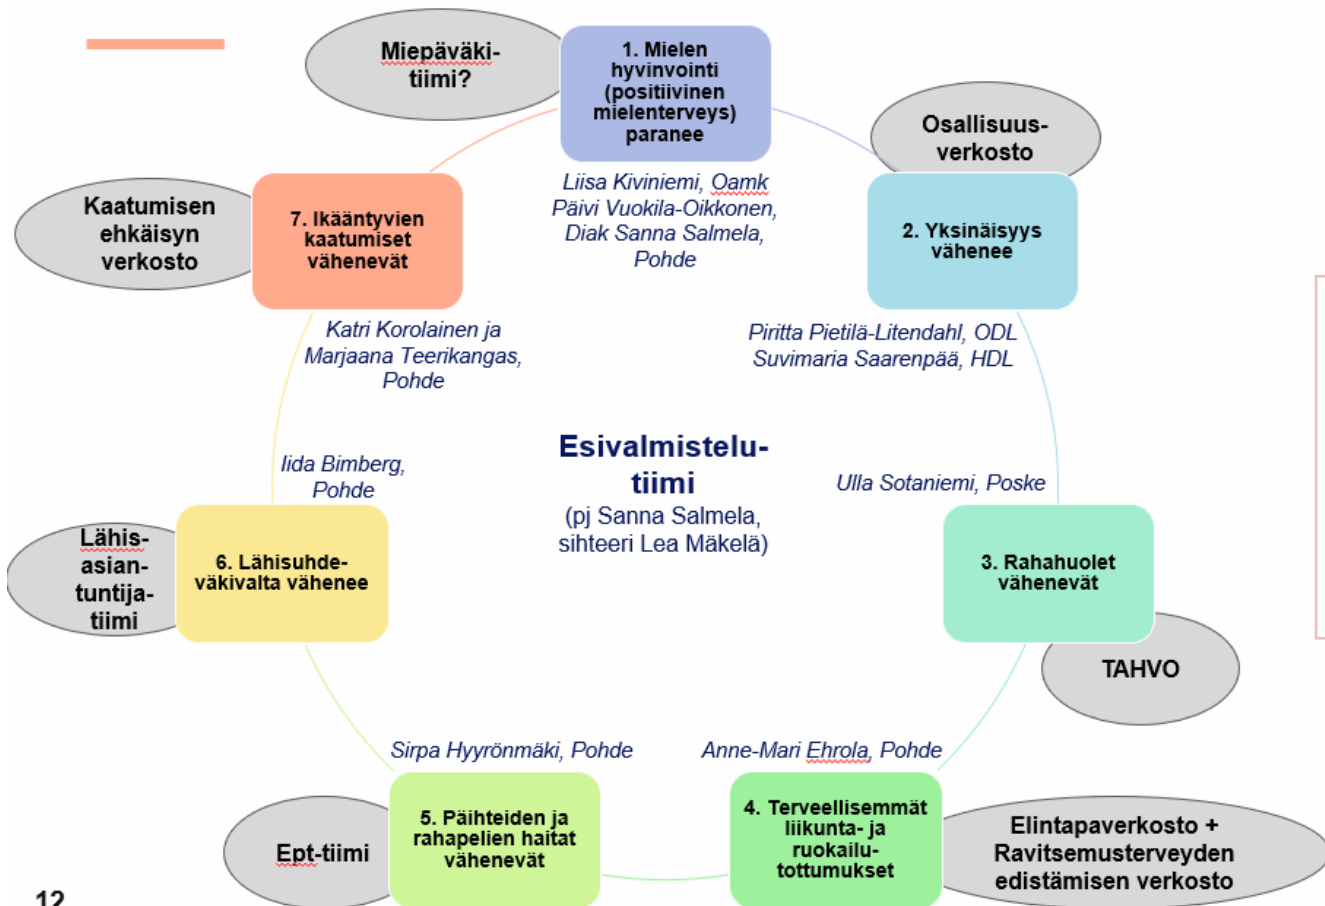 Miepäväki-
tiimi?
1. Mielen
hyvinvointi
(positiivinen
mielenterveys)
paranee
Liisa Kiviniemi, Oamk
Päivi Vuokila-Oikkonen,
Diak Sanna Salmela,
Pohde
Osallisuus-
verkosto
2. Yksinäisyys
vähenee
Piritta Pietilä-Litendahl, ODL
Suvimaria Saarenpää, HDL
Ulla Sotaniemi, Poske
3. Rahahuolet
vähenevät
TAHVO
Anne-Mari Ehrola, Pohde
4. Terveellisemmät
liikunta- ja
ruokailu-
tottumukset
Elintapaverkosto +
Ravitsemusterveyden
edistämisen verkosto
Sirpa Hyyrönmäki, Pohde
5. Päihteiden ja
rahapelien haitat
vähenevät
Ept-tiimi
Iida Bimberg,
Pohde
6. Lähisuhde-
väkivalta vähenee
Lähis-
asian-
tuntija-
tiimi
Kaatumisen
ehkäisyn
verkosto
7. Ikääntyvien
kaatumiset
vähenevät
Katri Korolainen ja
Marjaana Teerikangas,
Pohde
Esivalmistelu-
tiimi
(pj Sanna Salmela,
sihteeri Lea Mäkelä)
12